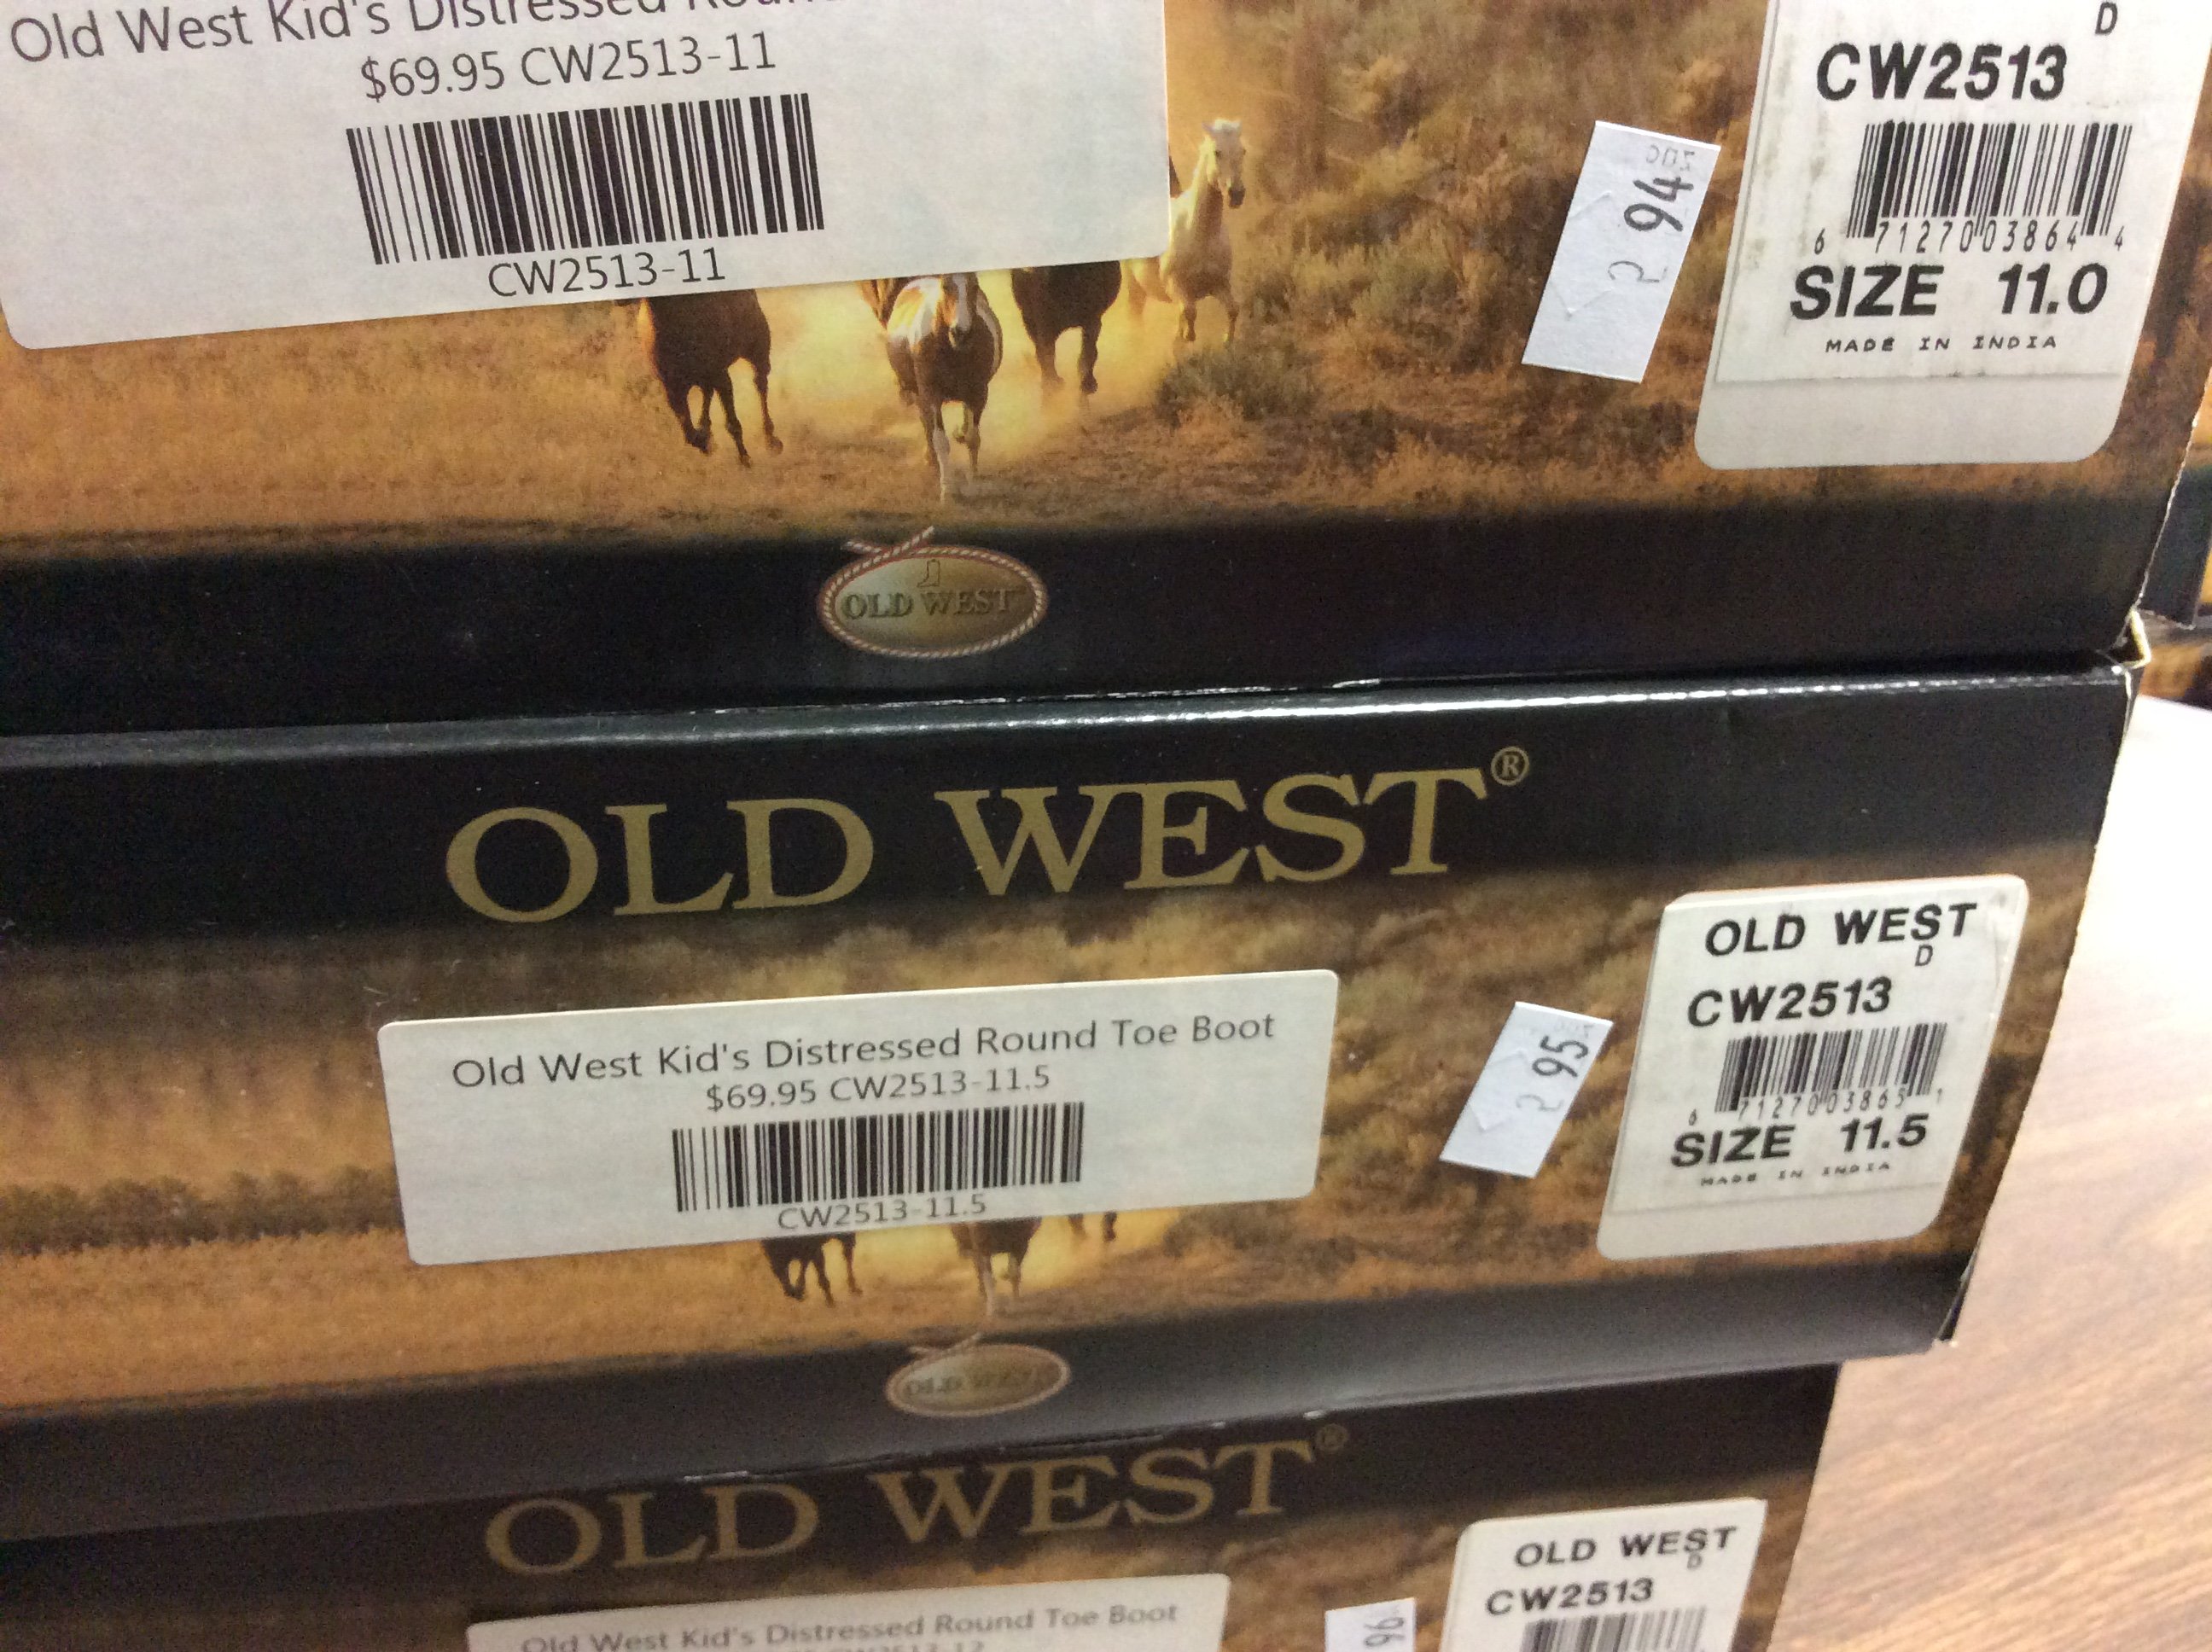 Old West Kid's Distressed
$69.95 CW2513-11
CW2513-11
94
D
CW2513
6 71270 03864 4
SIZE 11.0
MADE IN INDIA
OLD WEST
OLD WEST®
Old West Kid's Distressed Round Toe Boot
$69.95 CW2513-11.5
CW2513-11.5
95
OLD WEST
D
CW2513
6 71270 03865 1
SIZE 11.5
MADE IN INDIA
OLD WEST
OLD WEST®
Old West Kid's Distressed Round Toe Boot
96
OLD WEST
D
CW2513